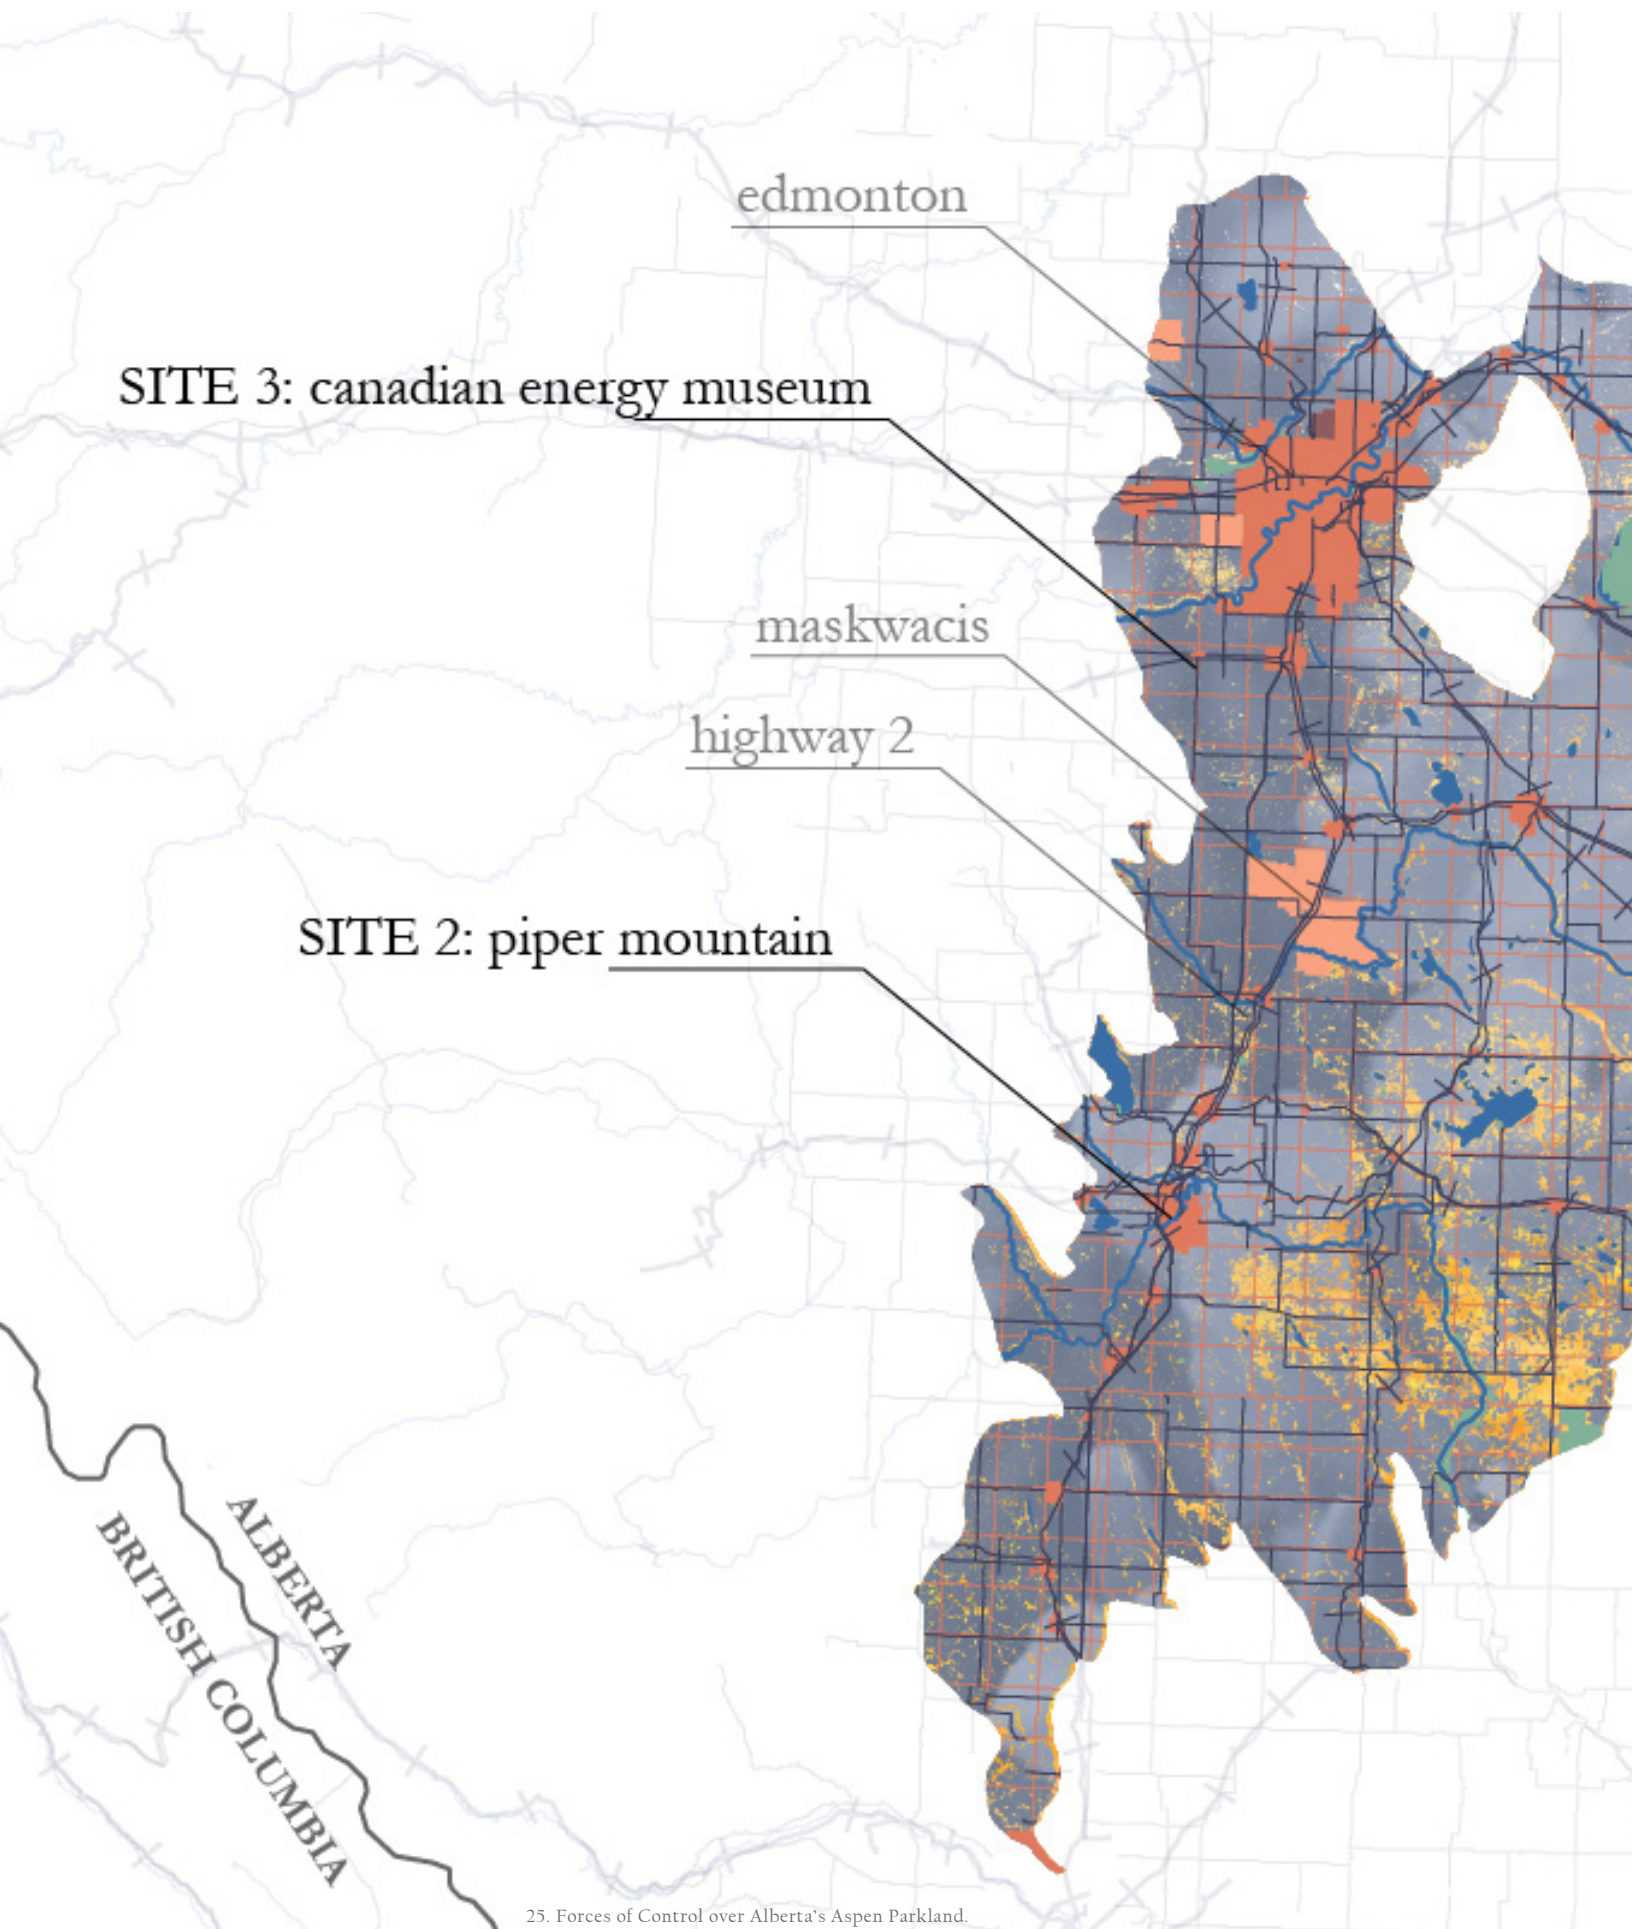 edmonton
SITE 3: canadian energy museum
maskwacis
highway 2
SITE 2: piper mountain
ALBERTA
BRITISH COLUMBIA
25. Forces of Control over Alberta’s Aspen Parkland.